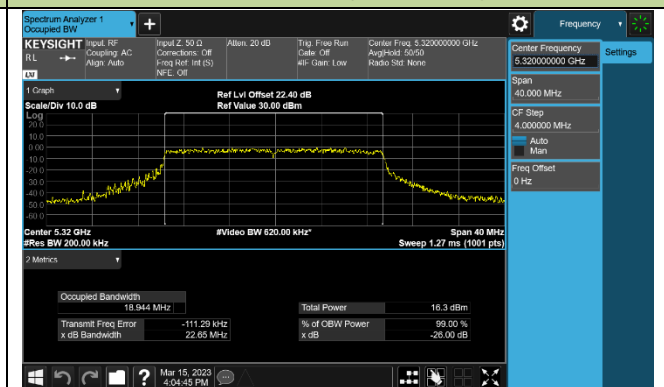 Spectrum Analyzer 1
Occupied BW
+
Frequency
KEYSIGHT
RL
Align: Auto
LXI
Input: RF
Coupling: AC
Input Z: 50 Ω
Corrections: Off
Freq Ref: Int (S)
NFE: Off
Atten: 20 dB
Trig: Free Run
Gate: Off
#IF Gain: Low
Center Freq: 5.320000000 GHz
Avg|Hold: 50/50
Radio Std: None
Center Frequency
5.320000000 GHz
Settings
Span
40.000 MHz
CF Step
4.000000 MHz
Auto
Man
Freq Offset
0 Hz
1 Graph
Scale/Div 10.0 dB
Ref Lvl Offset 22.40 dB
Ref Value 30.00 dBm
Log
20.0
10.0
0.00
-10.0
-20.0
-30.0
-40.0
-50.0
-60.0
Center 5.32 GHz
#Video BW 620.00 kHz*
Span 40 MHz
#Res BW 200.00 kHz
Sweep 1.27 ms (1001 pts)
2 Metrics
Occupied Bandwidth
18.944 MHz
Total Power
16.3 dBm
Transmit Freq Error
-111.29 kHz
% of OBW Power
99.00 %
x dB Bandwidth
22.65 MHz
x dB
-26.00 dB
?
Mar 15, 2023
4:04:45 PM